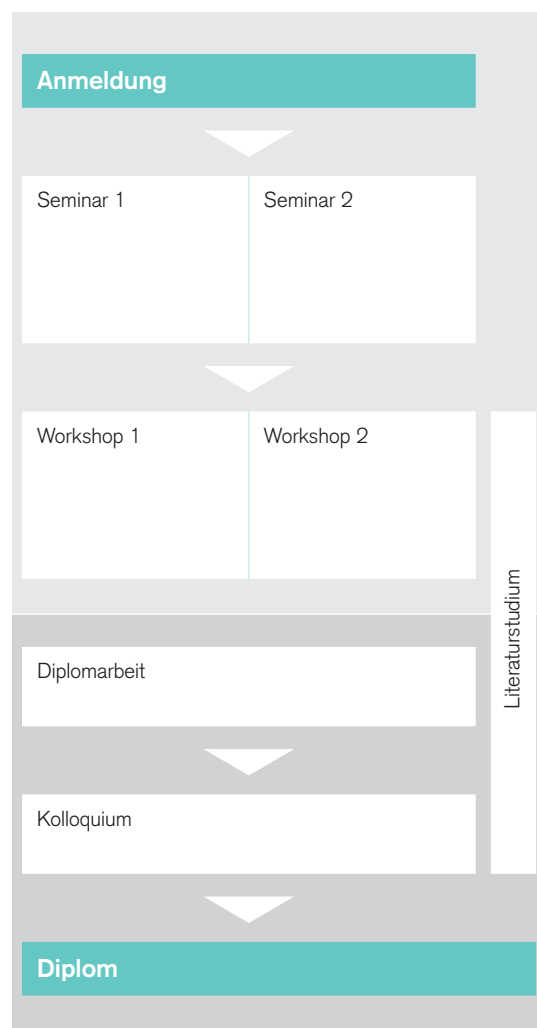 Anmeldung
Seminar 1
Seminar 2
Workshop 1
Workshop 2
Literaturstudium
Diplomarbeit
Kolloquium
Diplom